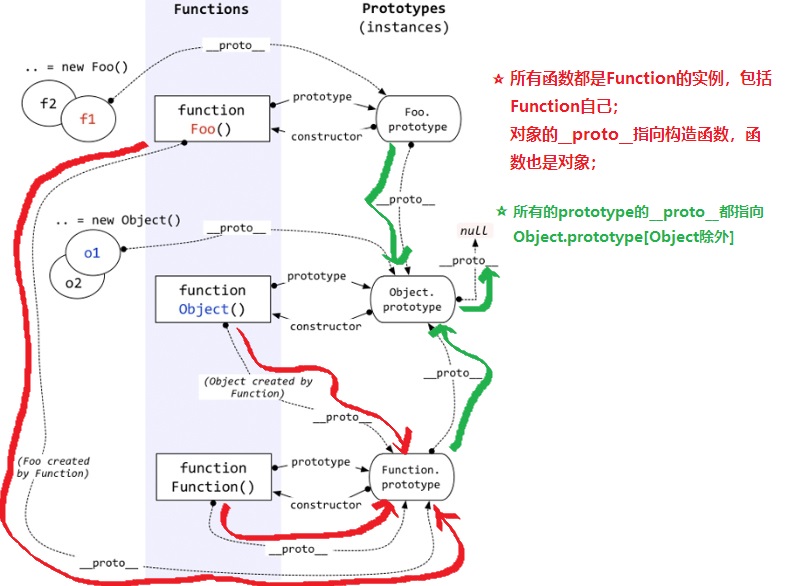 Functions
Prototypes
(instances)
__proto__
.. = new Foo()
f2
f1
function
Foo()
prototype
constructor
Foo.
prototype
☆ 所有函数都是Function的实例，包括
Function自己；
对象的__proto__指向构造函数，函
数也是对象；
__proto__
☆ 所有的prototype的__proto__都指向
Object.prototype[Object除外]
.. = new Object()
__proto__
null
__proto__
o1
o2
function
Object()
prototype
constructor
Object.
prototype
(Object created by
Function)
__proto__
__proto__
(Foo created
by Function)
function
Function()
prototype
constructor
Function.
prototype
__proto__
__proto__